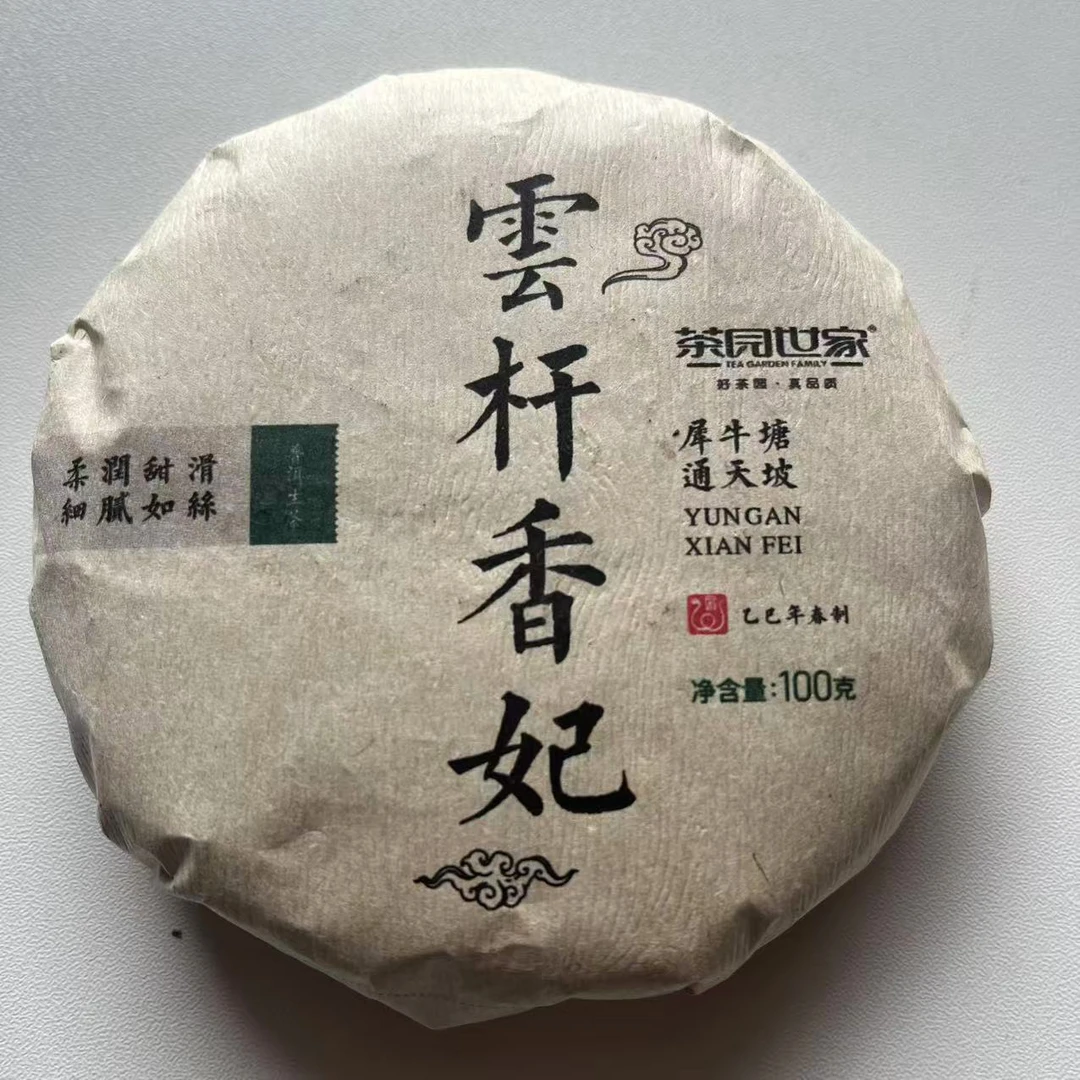 雲杆香妃
茶园世家®
TEA GARDEN FAMILY
好茶园·真品质
犀牛塘
通天坡
YUNGAN
XIAN FEI
乙巳年春制
净含量:100克
柔潤甜滑
細膩如絲
普洱生茶